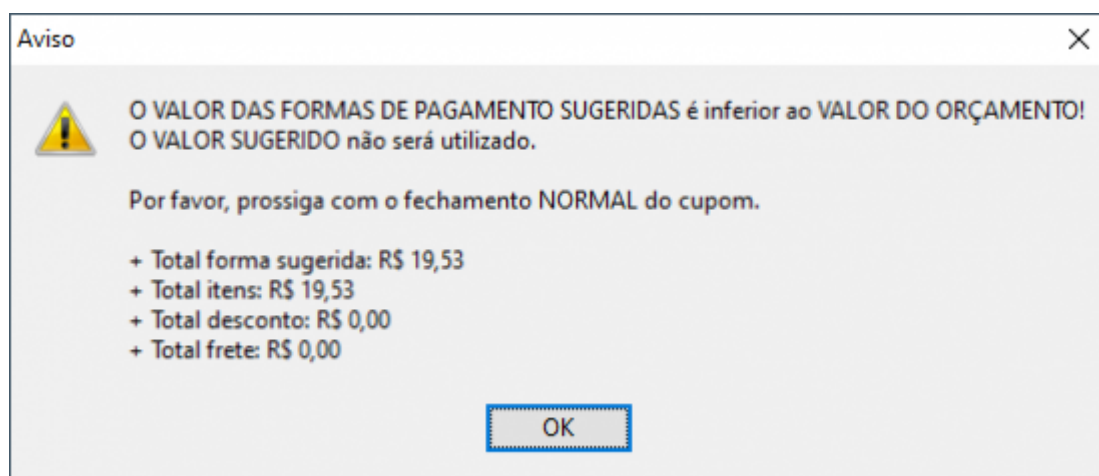 Aviso
O VALOR DAS FORMAS DE PAGAMENTO SUGERIDAS é inferior ao VALOR DO ORÇAMENTO!
O VALOR SUGERIDO não será utilizado.
Por favor, prossiga com o fechamento NORMAL do cupom.
+ Total forma sugerida: R$ 19,53
+ Total itens: R$ 19,53
+ Total desconto: R$ 0,00
+ Total frete: R$ 0,00
OK